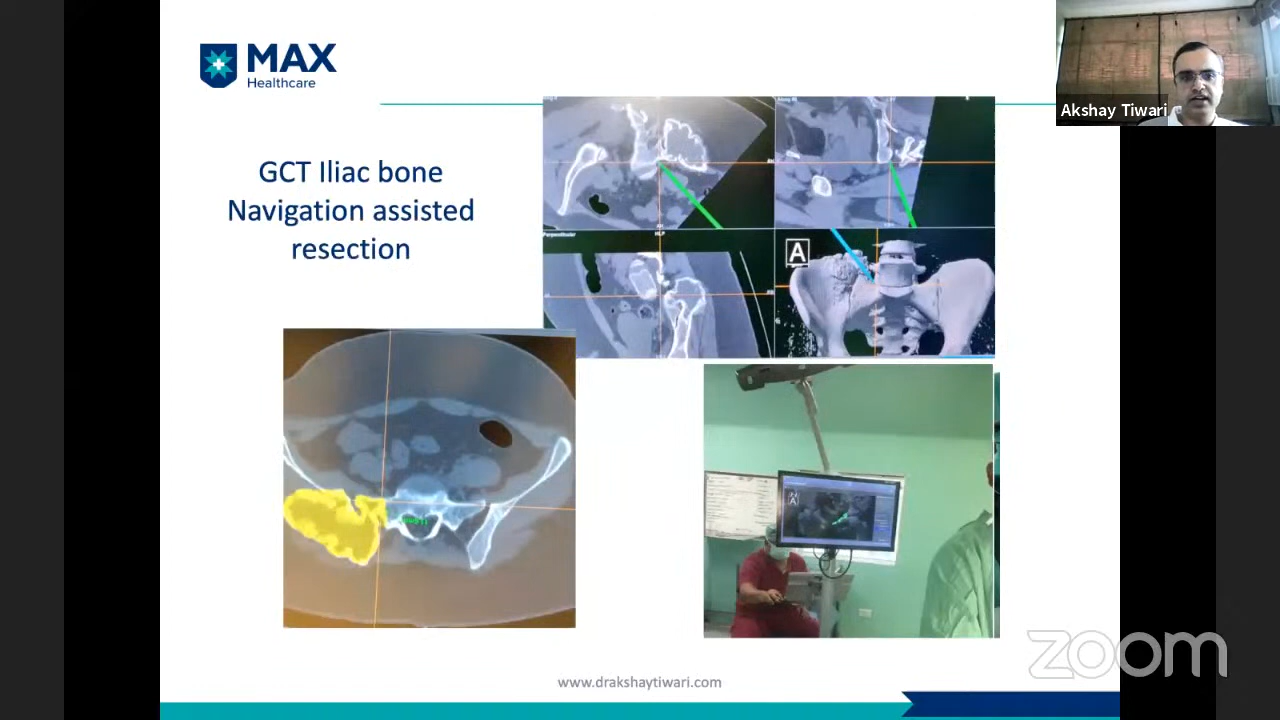 MAX
Healthcare
Akshay Tiwari
GCT Iliac bone
Navigation assisted
resection
A
A
www.drakshaytiwari.com
zoom